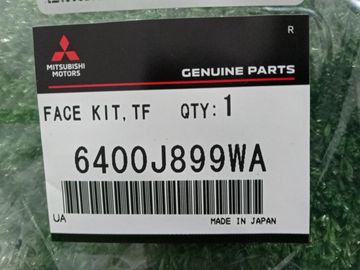 R
MITSUBISHI
MOTORS
GENUINE PARTS
FACE KIT, TF QTY: 1
6400J899WA
UA
MADE IN JAPAN